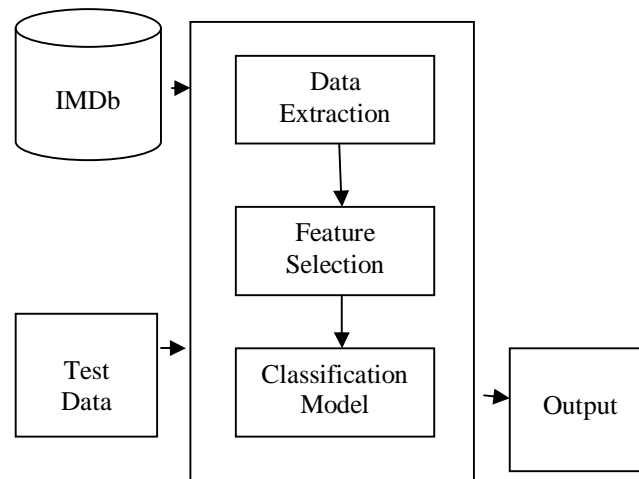 IMDb
Data
Extraction
Feature
Selection
Test
Data
Classification
Model
Output